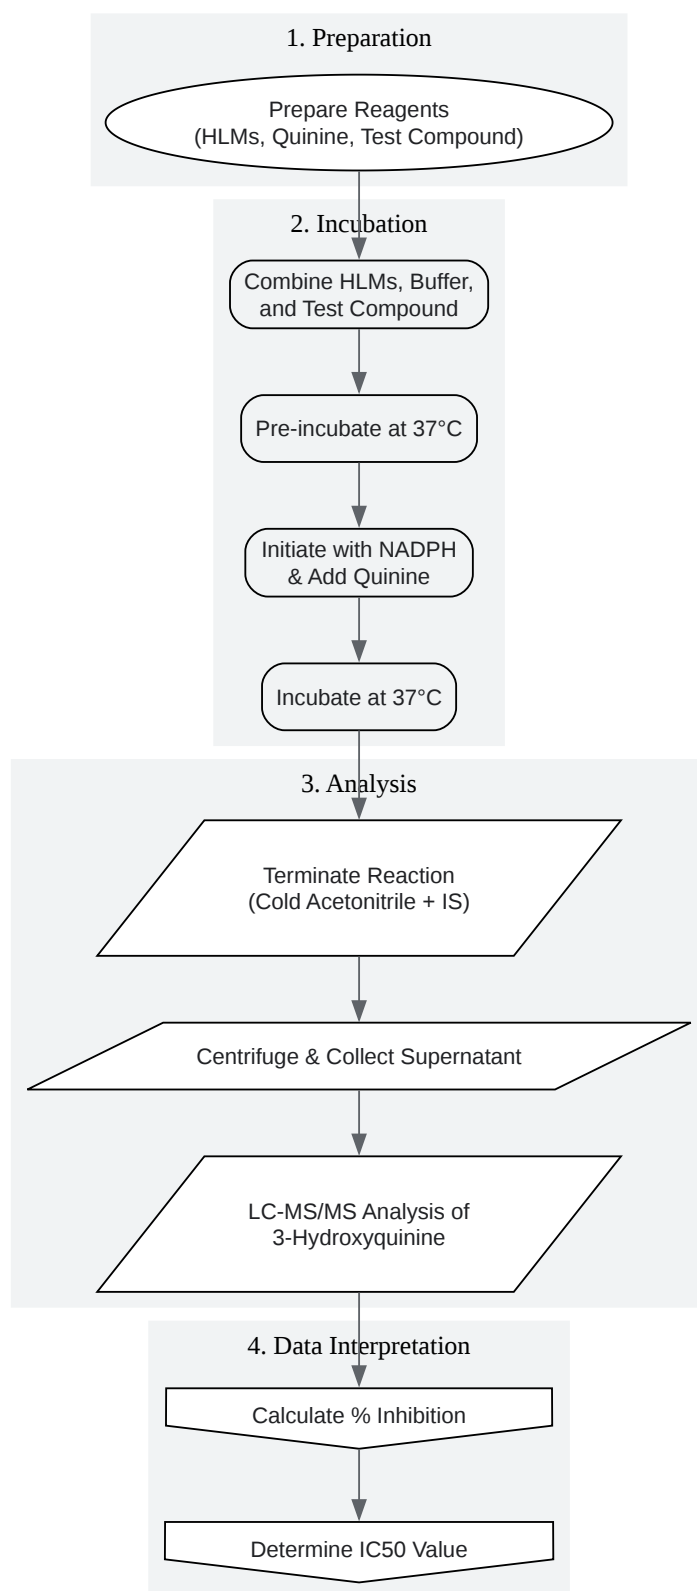 1. Preparation
Prepare Reagents
(HLMs, Quinine, Test Compound)
2. Incubation
Combine HLMs, Buffer,
and Test Compound
Pre-incubate at 37°C
Initiate with NADPH
& Add Quinine
Incubate at 37°C
3. Analysis
Terminate Reaction
(Cold Acetonitrile + IS)
Centrifuge & Collect Supernatant
LC-MS/MS Analysis of
3-Hydroxyquinine
4. Data Interpretation
Calculate % Inhibition
Determine IC50 Value